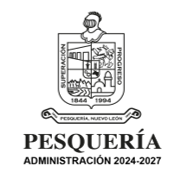 SUPERACIÓN
PROGRESO
1844 1994
PESQUERÍA, NUEVO LEÓN
PESQUERÍA
ADMINISTRACIÓN 2024-2027